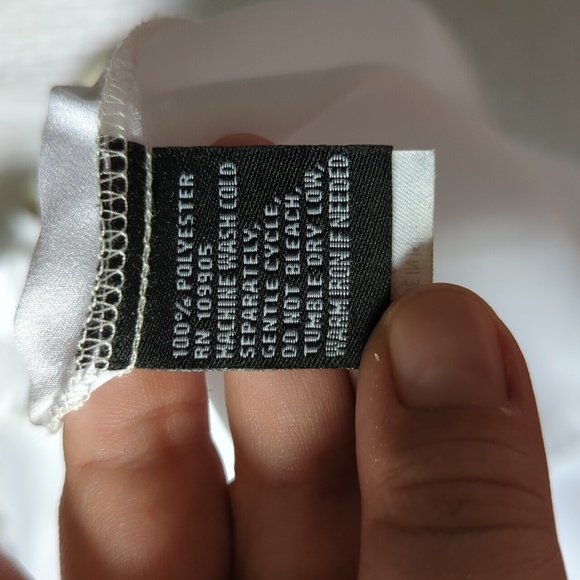 100% POLYESTER
RN 109905
MACHINE WASH COLD
SEPARATELY,
GENTLE CYCLE,
DO NOT BLEACH,
TUMBLE DRY LOW,
WARM IRON IF NEEDED